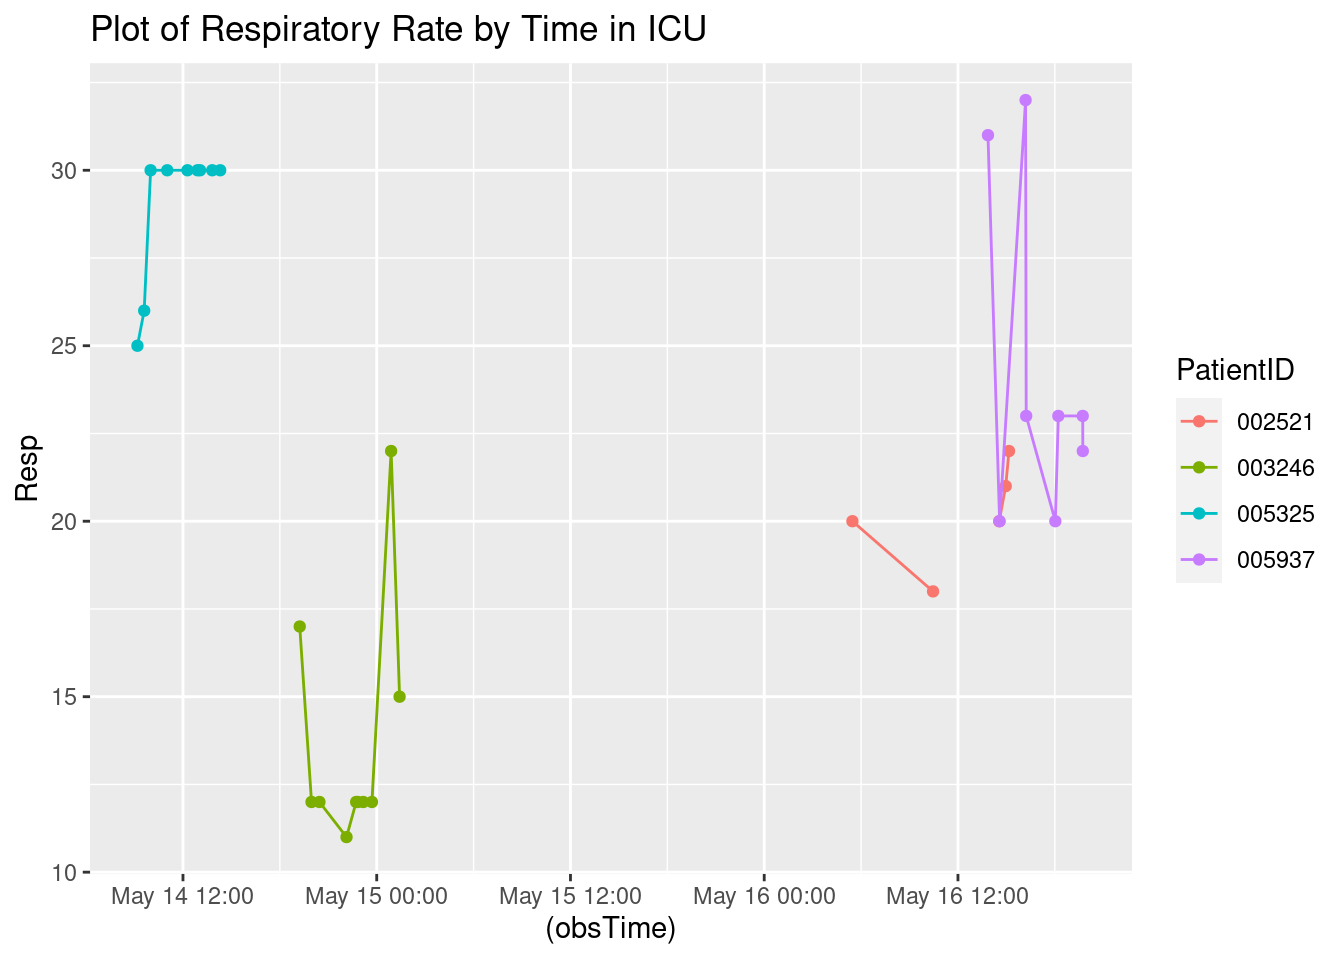 Plot of Respiratory Rate by Time in ICU
Resp
30
25
20
15
10
May 14 12:00
May 15 00:00
May 15 12:00
May 16 00:00
May 16 12:00
(obsTime)
PatientID
002521
003246
005325
005937